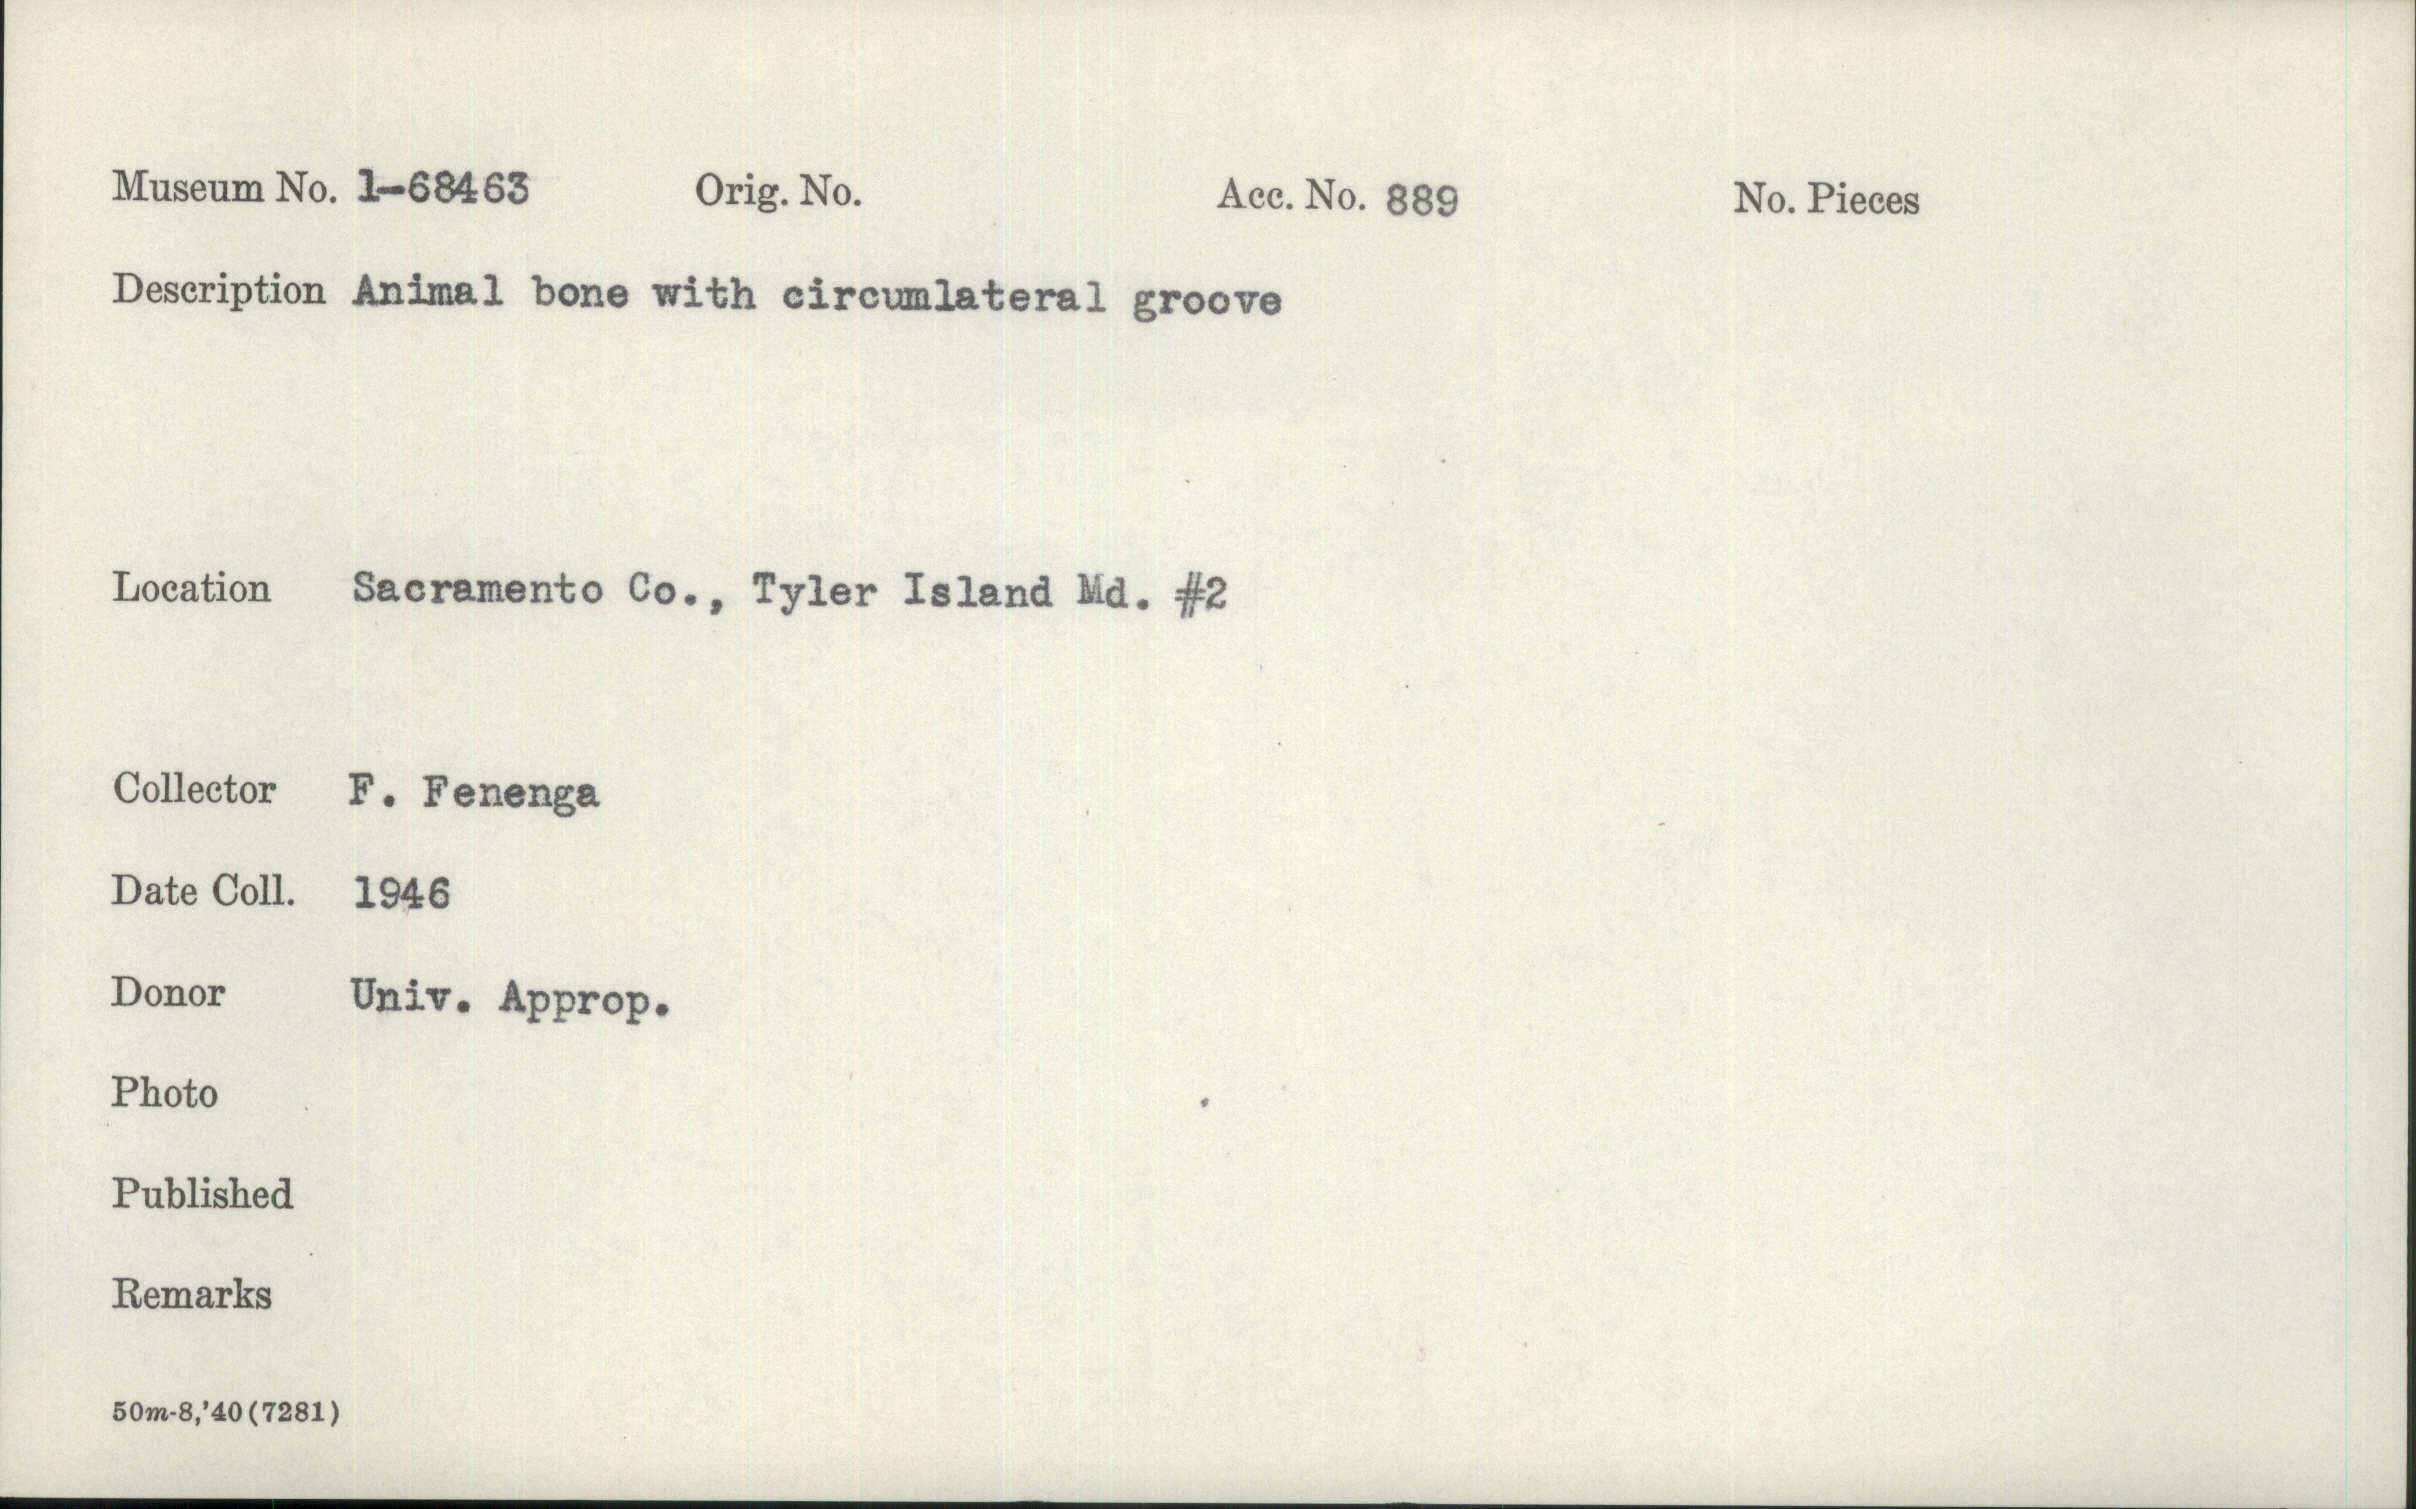 Museum No. 1-68463 Orig. No. Acc. No. 889 No. Pieces
Description Animal bone with circumlateral groove
Location Sacramento Co., Tyler Island Md. #2
Collector F. Fenenga
Date Coll. 1946
Donor Univ. Approp.
Photo
Published
Remarks
50m-8,'40(7281)